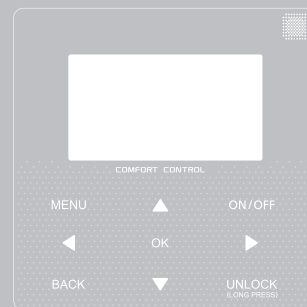 COMFORT CONTROL
MENU
ON/OFF
OK
BACK
UNLOCK
(LONG PRESS)